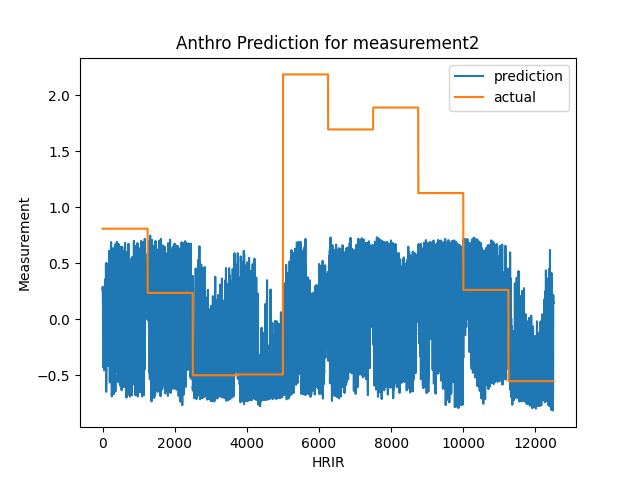 Anthro Prediction for measurement2
prediction
actual
2.0
1.5
1.0
0.5
0.0
−0.5
Measurement
0 2000 4000 6000 8000 10000 12000
HRIR